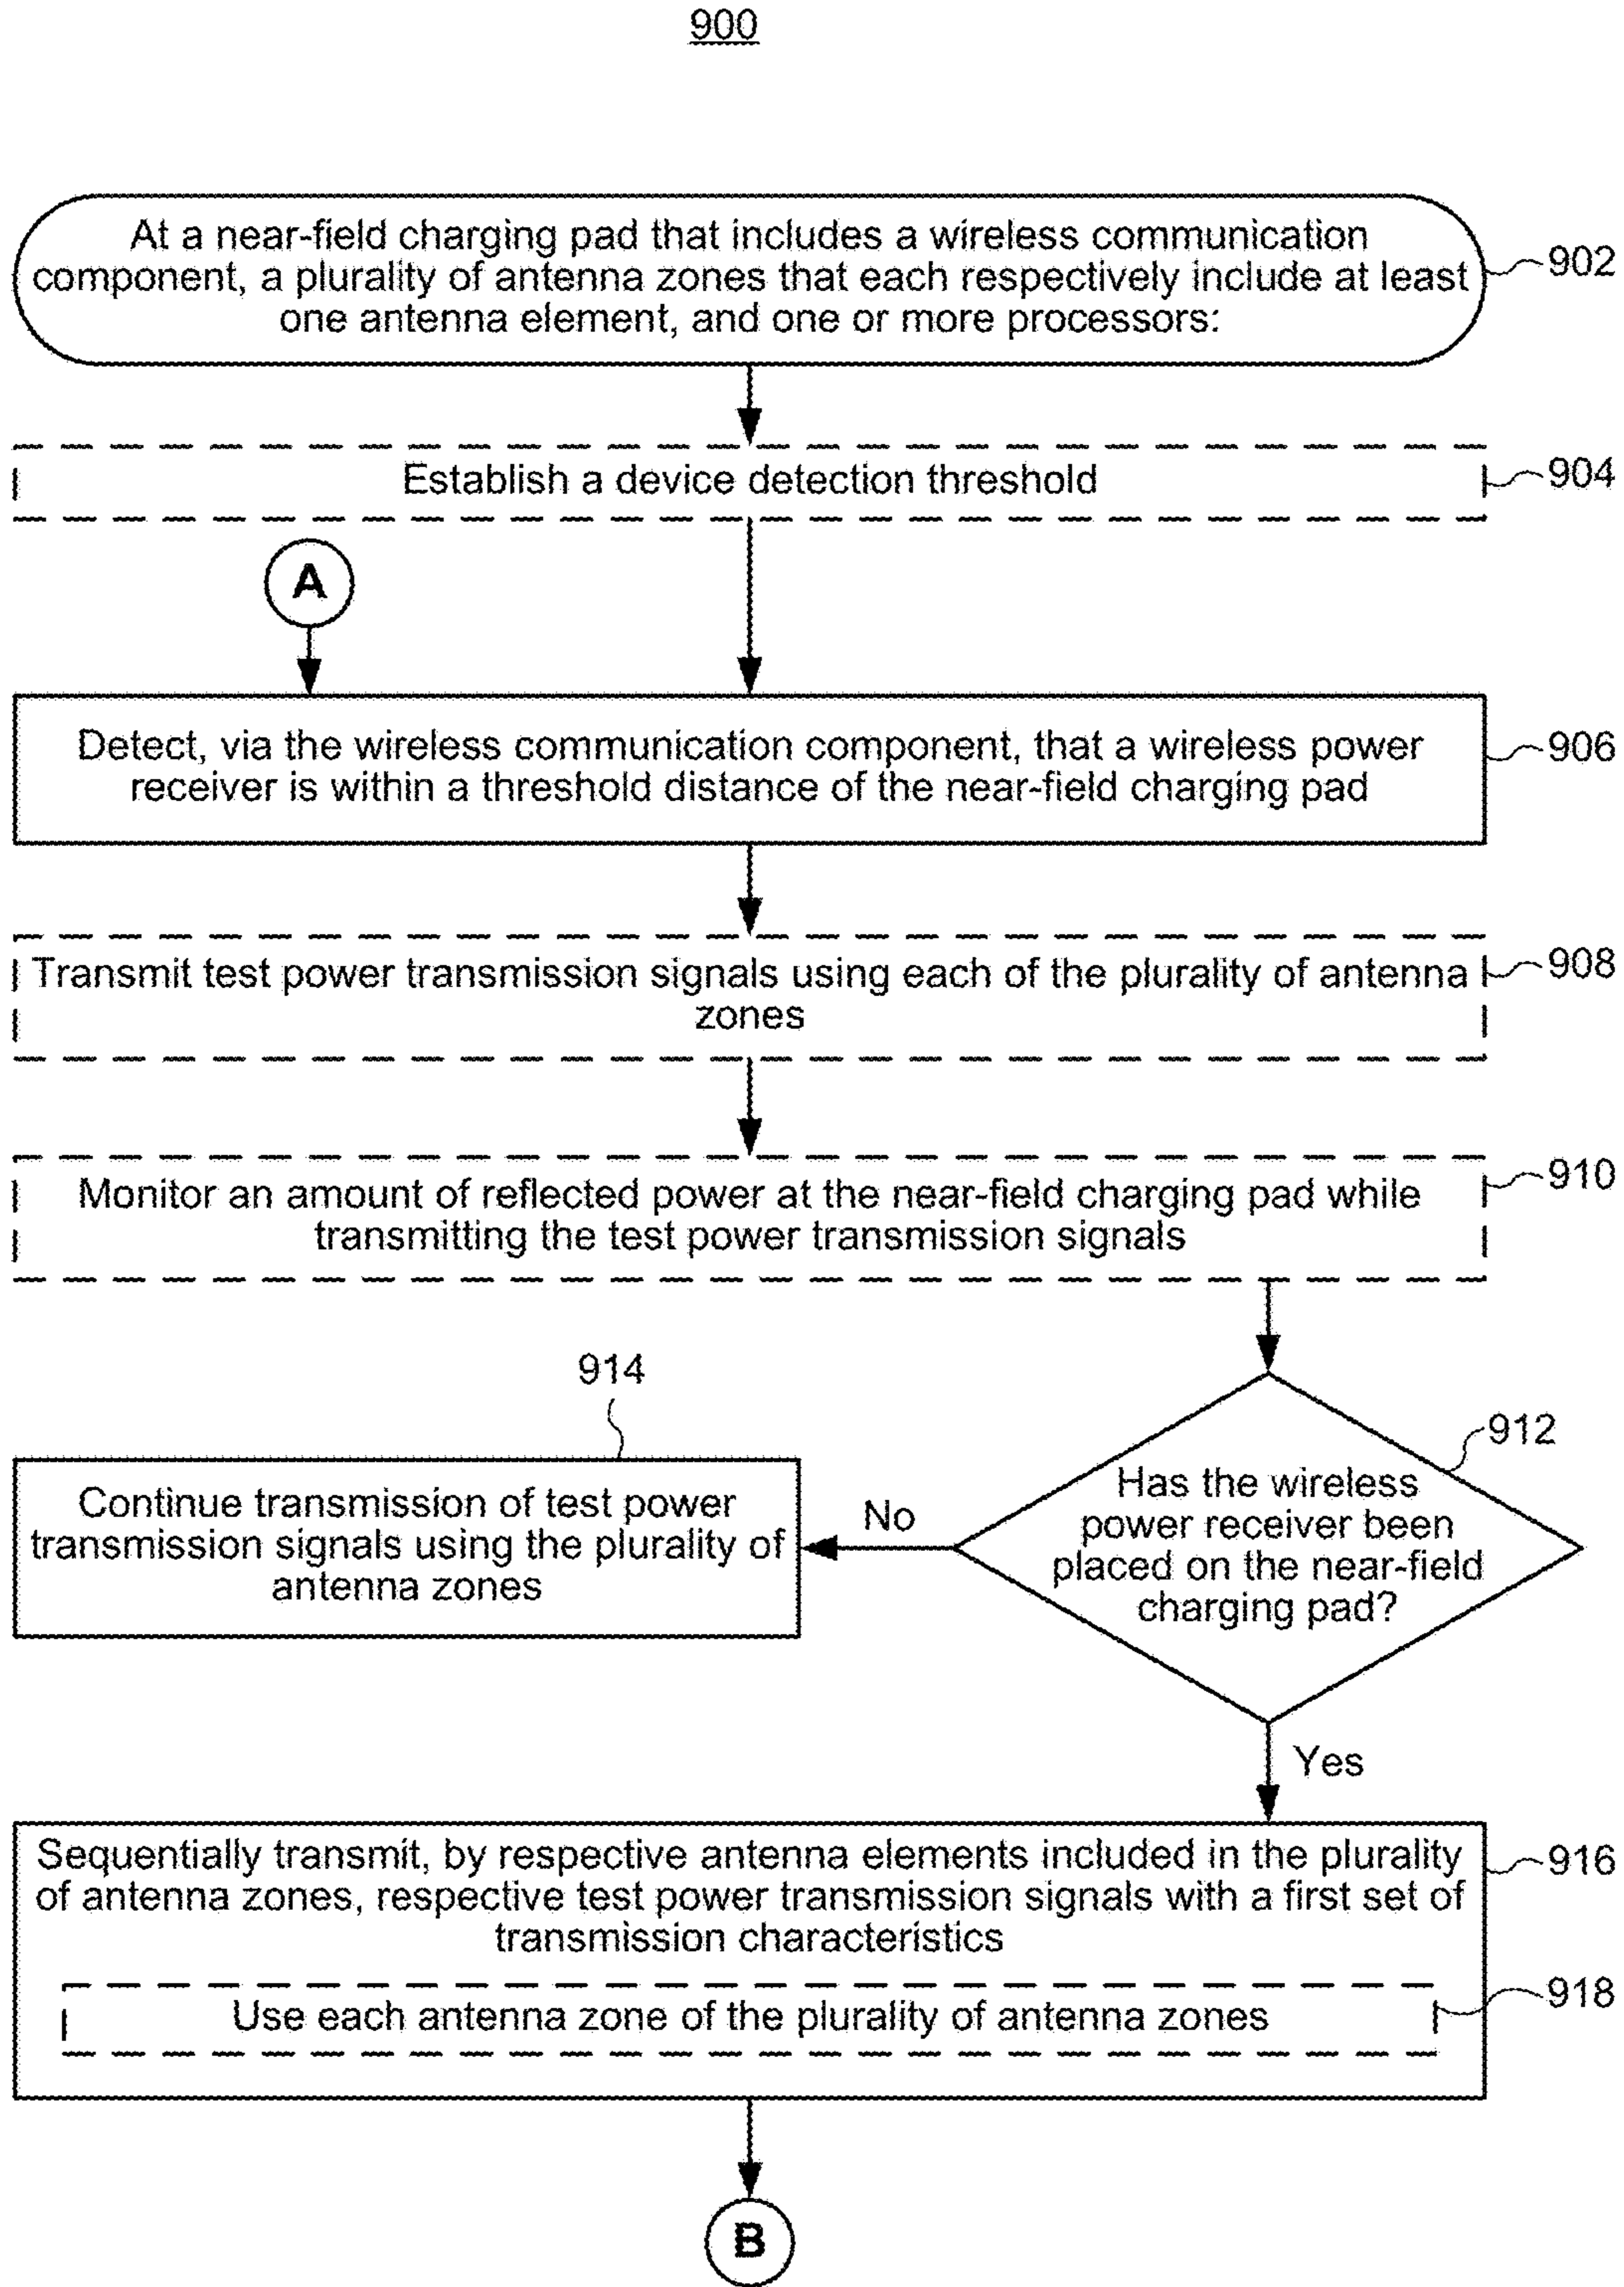 900
At a near-field charging pad that includes a wireless communication
component, a plurality of antenna zones that each respectively include at least
one antenna element, and one or more processors:
902
Establish a device detection threshold
904
A
Detect, via the wireless communication component, that a wireless power
receiver is within a threshold distance of the near-field charging pad
906
Transmit test power transmission signals using each of the plurality of antenna
zones
908
Monitor an amount of reflected power at the near-field charging pad while
transmitting the test power transmission signals
910
914
Continue transmission of test power
transmission signals using the plurality of
antenna zones
No
912
Has the wireless
power receiver been
placed on the near-field
charging pad?
Yes
Sequentially transmit, by respective antenna elements included in the plurality
of antenna zones, respective test power transmission signals with a first set of
transmission characteristics
916
Use each antenna zone of the plurality of antenna zones
918
B